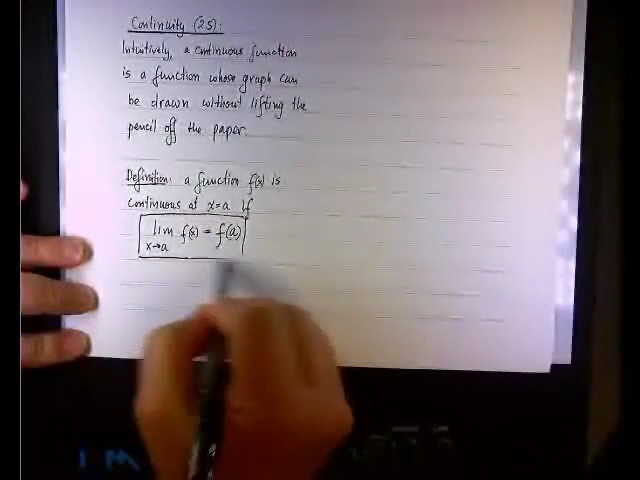 Continuity (2.5):
Intuitively, a continuous function
is a function whose graph can
be drawn without lifting the
pencil off the paper.
Definition: a function f(x) is
continuous at x=a if
lim f(x) = f(a)
x→a